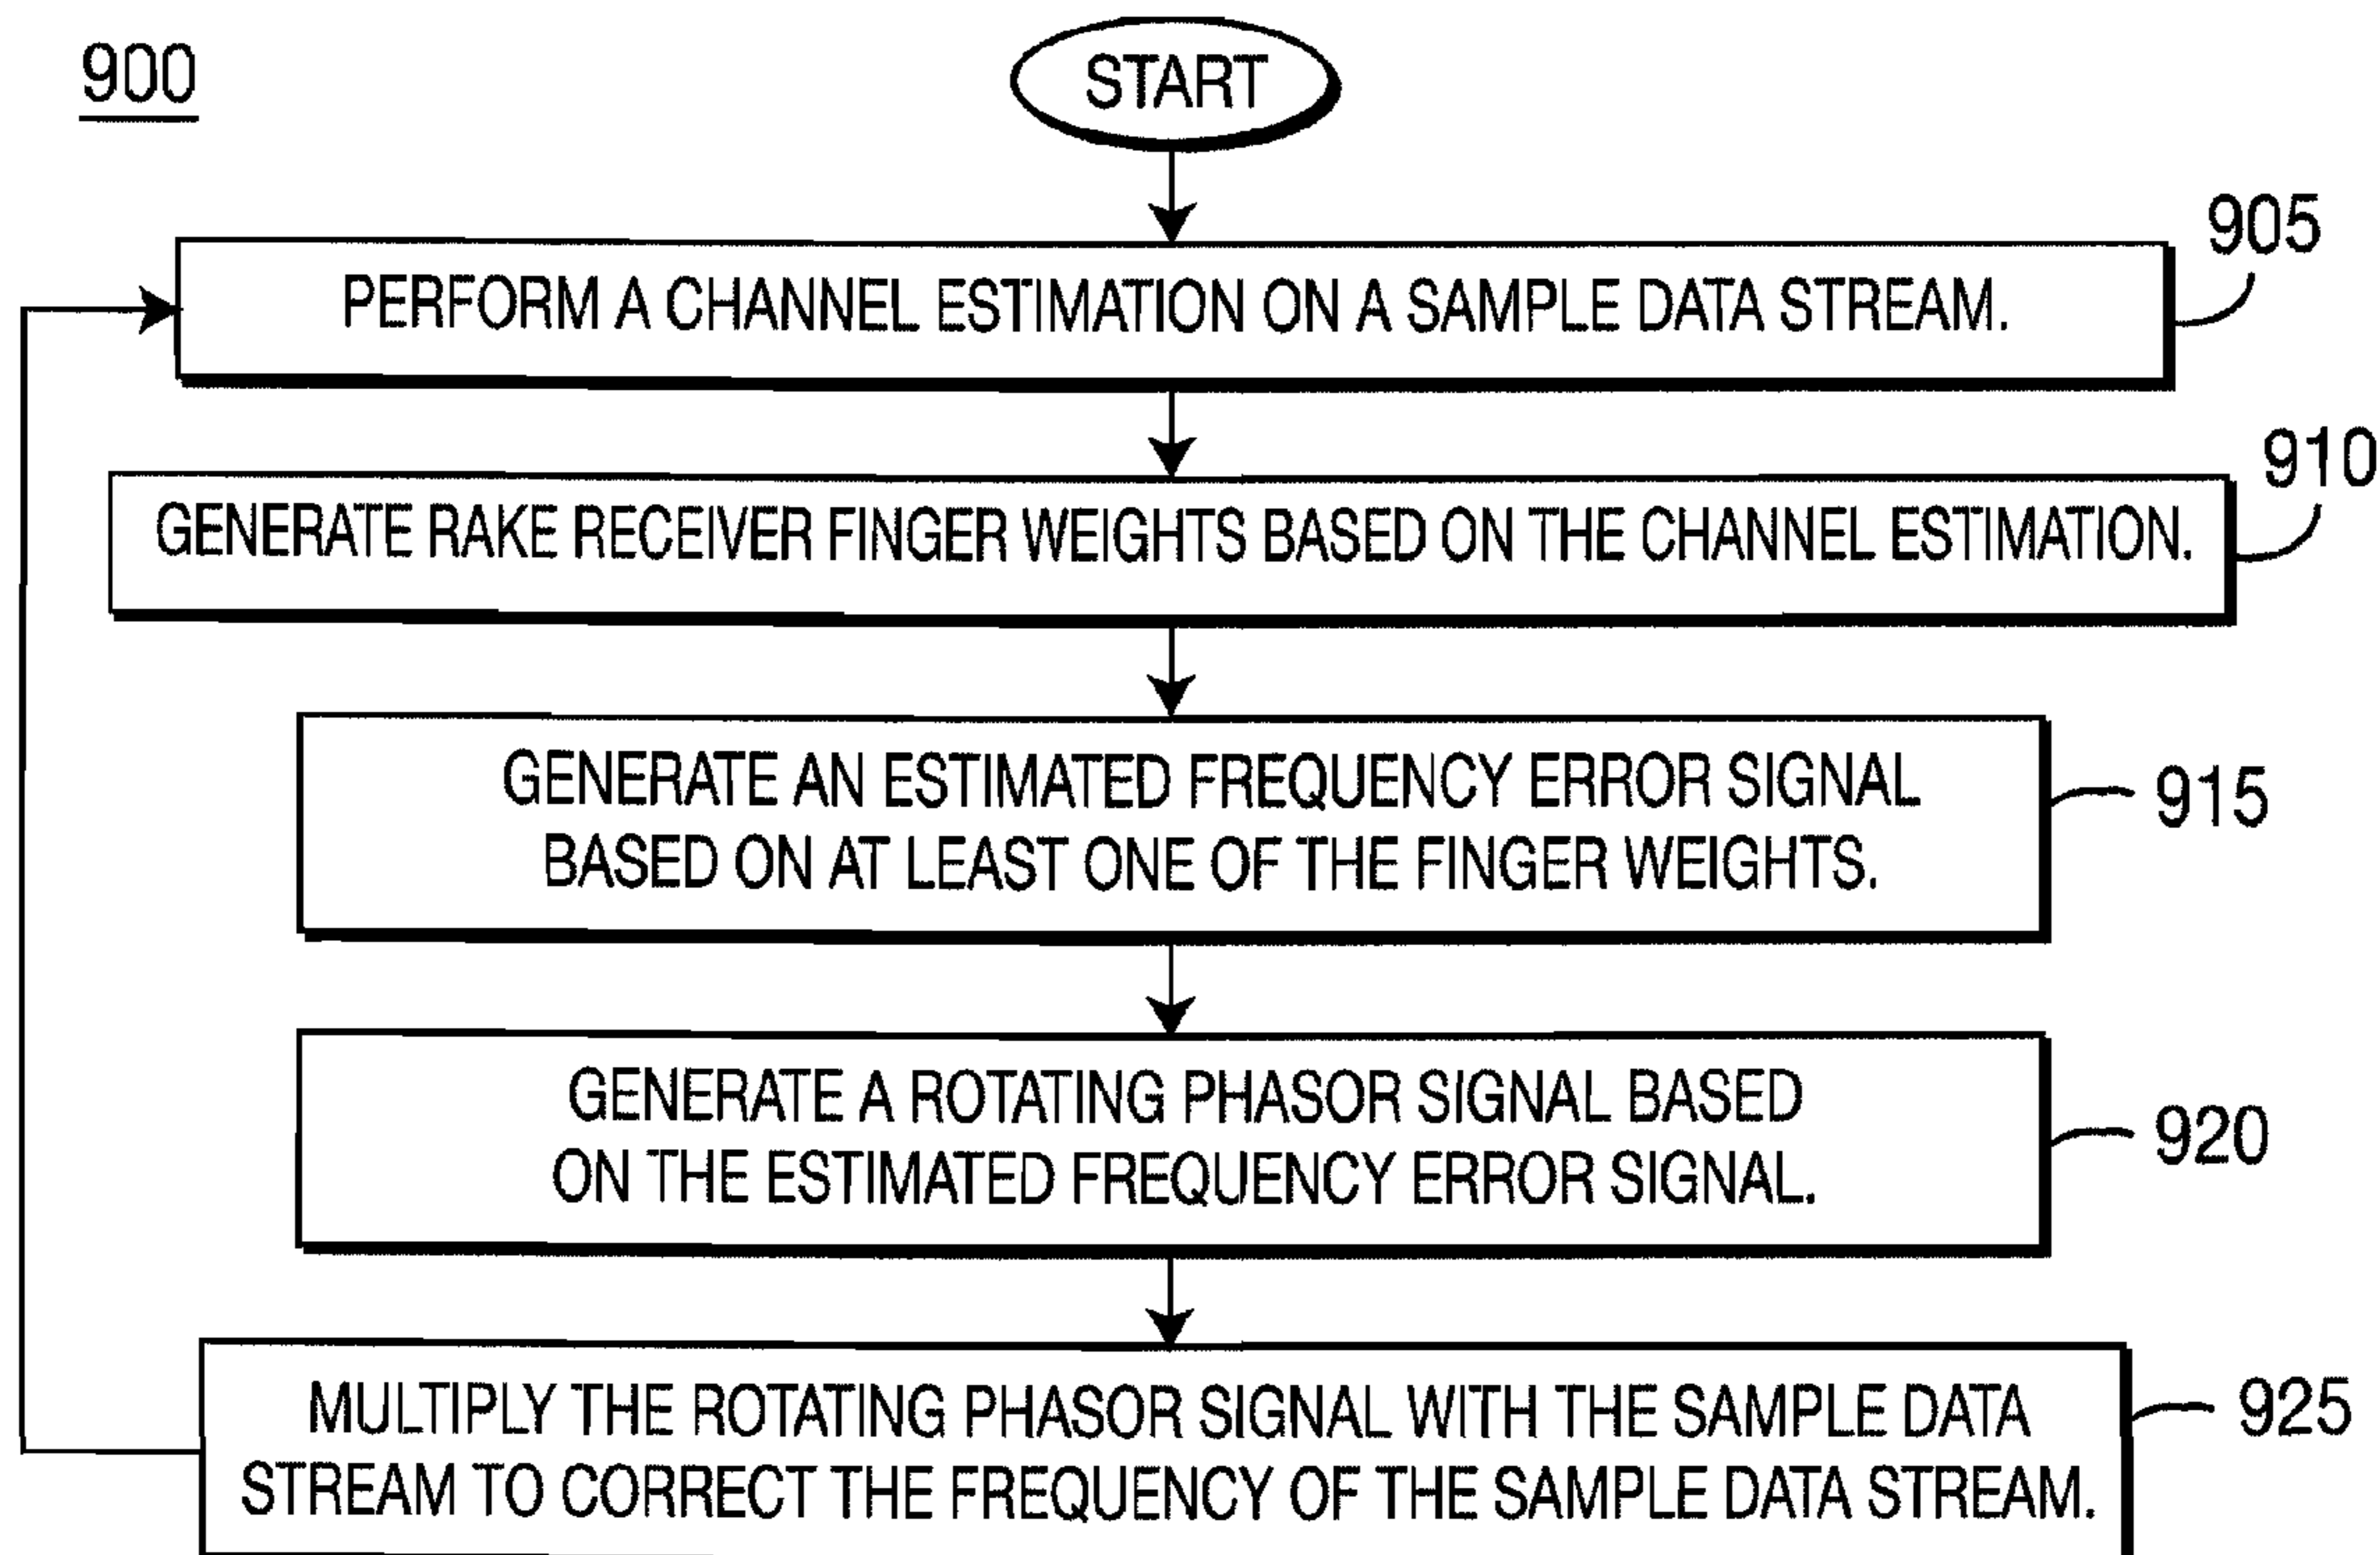 900
START
905
PERFORM A CHANNEL ESTIMATION ON A SAMPLE DATA STREAM.
910
GENERATE RAKE RECEIVER FINGER WEIGHTS BASED ON THE CHANNEL ESTIMATION.
GENERATE AN ESTIMATED FREQUENCY ERROR SIGNAL
BASED ON AT LEAST ONE OF THE FINGER WEIGHTS.
915
GENERATE A ROTATING PHASOR SIGNAL BASED
ON THE ESTIMATED FREQUENCY ERROR SIGNAL.
920
MULTIPLY THE ROTATING PHASOR SIGNAL WITH THE SAMPLE DATA
STREAM TO CORRECT THE FREQUENCY OF THE SAMPLE DATA STREAM.
925